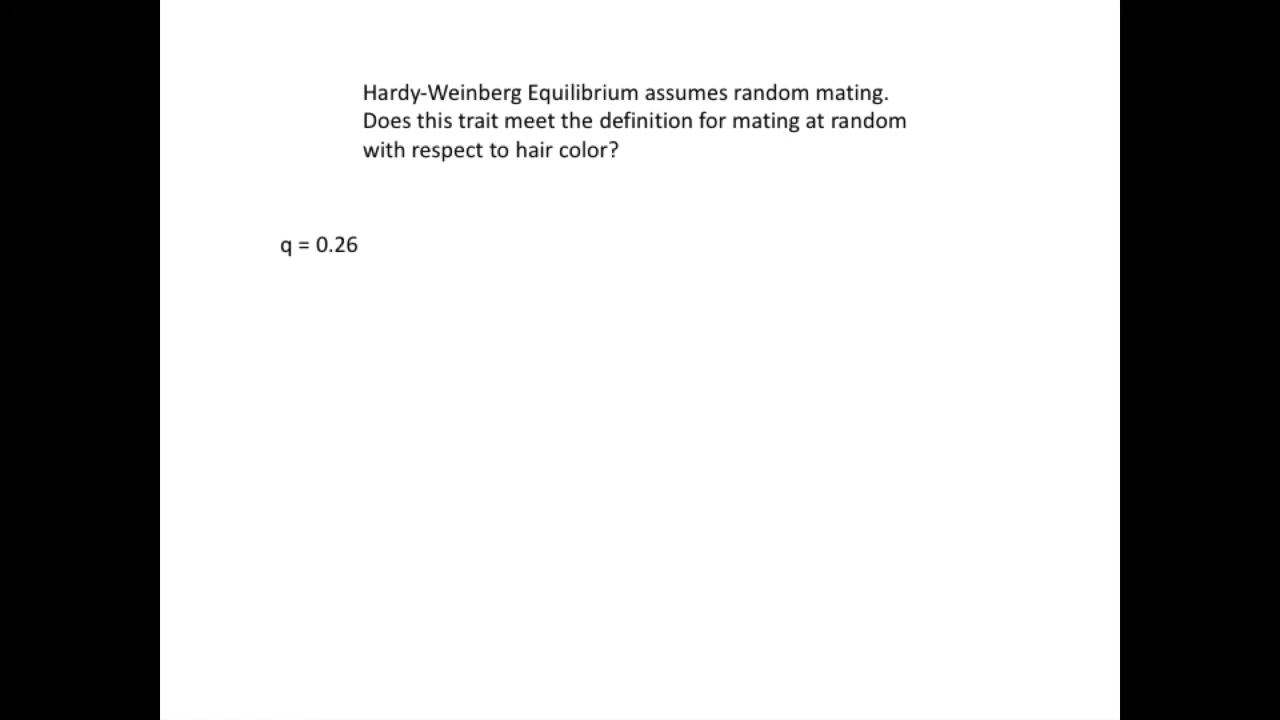 Hardy-Weinberg Equilibrium assumes random mating.
Does this trait meet the definition for mating at random
with respect to hair color?
q = 0.26